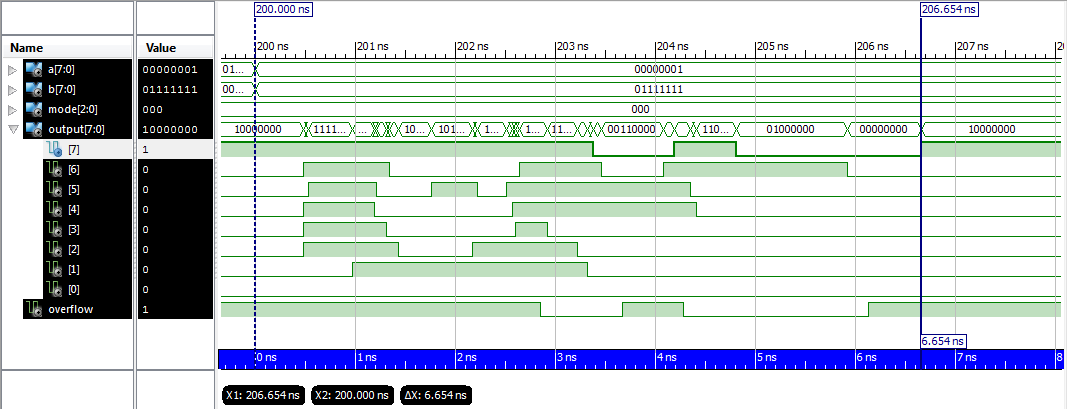 200.000 ns 206.654 ns
Name Value 200 ns 201 ns 202 ns 203 ns 204 ns 205 ns 206 ns 207 ns 20
a[7:0] 00000001 01... 00000001
b[7:0] 01111111 00... 01111111
mode[2:0] 000 000
output[7:0] 10000000 10000000 1111... ... 10... 101... 1... 1... 11... 00110000 110... 01000000 00000000 10000000
[7] 1
[6] 0
[5] 0
[4] 0
[3] 0
[2] 0
[1] 0
[0] 0
overflow 1
6.654 ns
0 ns 1 ns 2 ns 3 ns 4 ns 5 ns 6 ns 7 ns 8
X1: 206.654 ns X2: 200.000 ns ΔX: 6.654 ns